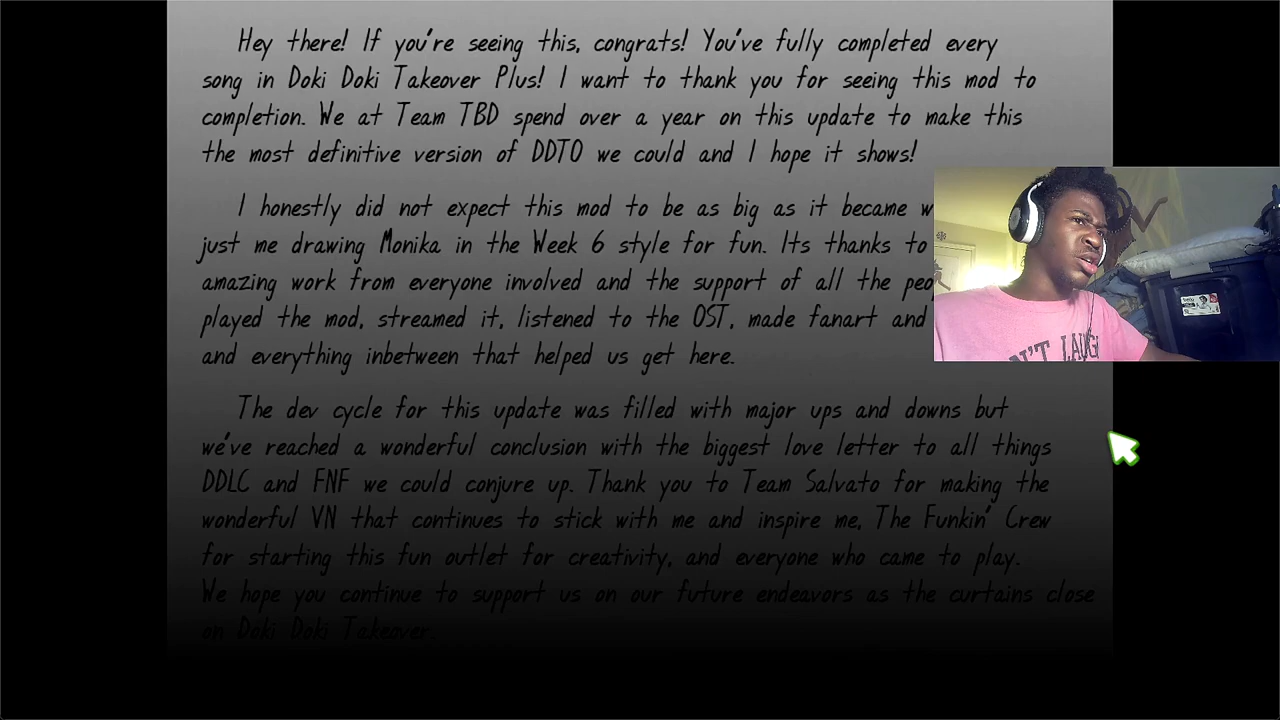 Hey there! If you're seeing this, congrats! You've fully completed every
song in Doki Doki Takeover Plus! I want to thank you for seeing this mod to
completion. We at Team TBD spend over a year on this update to make this
the most definitive version of DDTO we could and I hope it shows!
I honestly did not expect this mod to be as big as it became
just me drawing Monika in the Week 6 style for fun. Its thanks to
amazing work from everyone involved and the support of all the
played the mod, streamed it, listened to the OST, made fanart and
and everything inbetween that helped us get here.
The dev cycle for this update was filled with major ups and downs but
we've reached a wonderful conclusion with the biggest love letter to all things
DDLC and FNF we could conjure up. Thank you to Team Salvato for making the
wonderful VN that continues to stick with me and inspire me, The Funkin' Crew
for starting this fun outlet for creativity, and everyone who came to play.
We hope you continue to support us on our future endeavors as the curtains close
on Doki Doki Takeover.